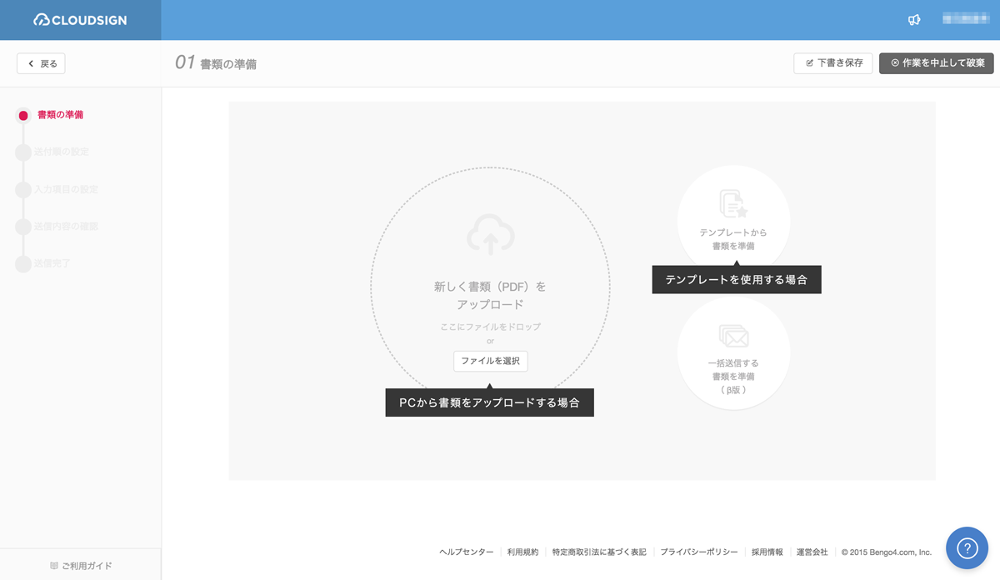 CLOUDSIGN
戻る
01 書類の準備
下書き保存
作業を中止して破棄
書類の準備
送付順の設定
入力項目の設定
送信内容の確認
送信完了
新しく書類（PDF）を
アップロード
ここにファイルをドロップ
or
ファイルを選択
PCから書類をアップロードする場合
テンプレートから
書類を準備
テンプレートを使用する場合
一括送信する
書類を準備
（β版）
ヘルプセンター 利用規約 特定商取引法に基づく表記 プライバシーポリシー 採用情報 運営会社 © 2015 Bengo4.com, Inc.
?
ご利用ガイド